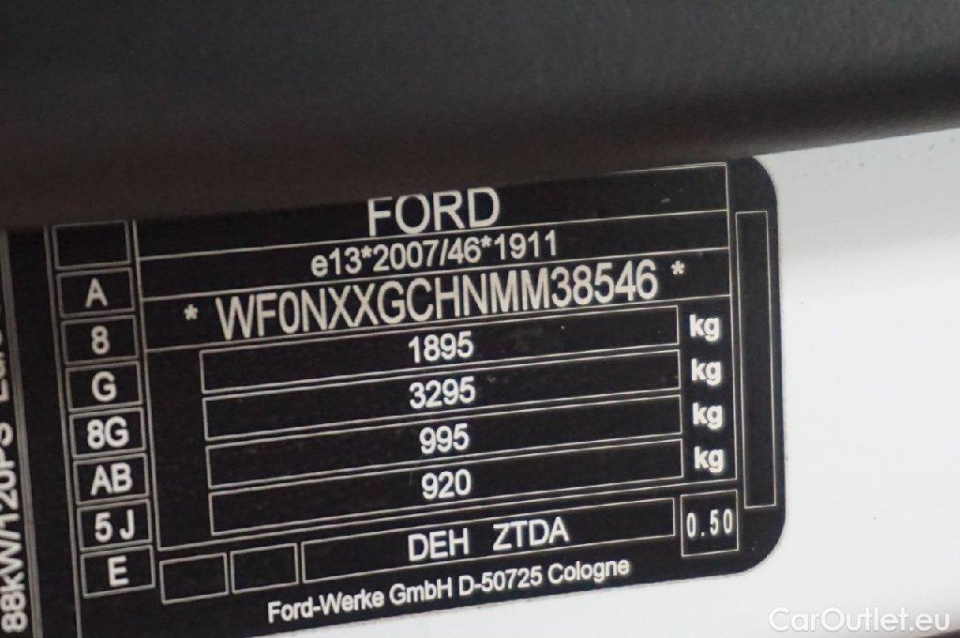 FORD
e13*2007/46*1911
* WF0NXXGCHNMM38546 *
1895 kg
3295 kg
995 kg
920 kg
DEH ZTDA
0.50
Ford-Werke GmbH D-50725 Cologne
A
8
G
8G
AB
5J
E
88kW/120PS
CarOutlet.eu